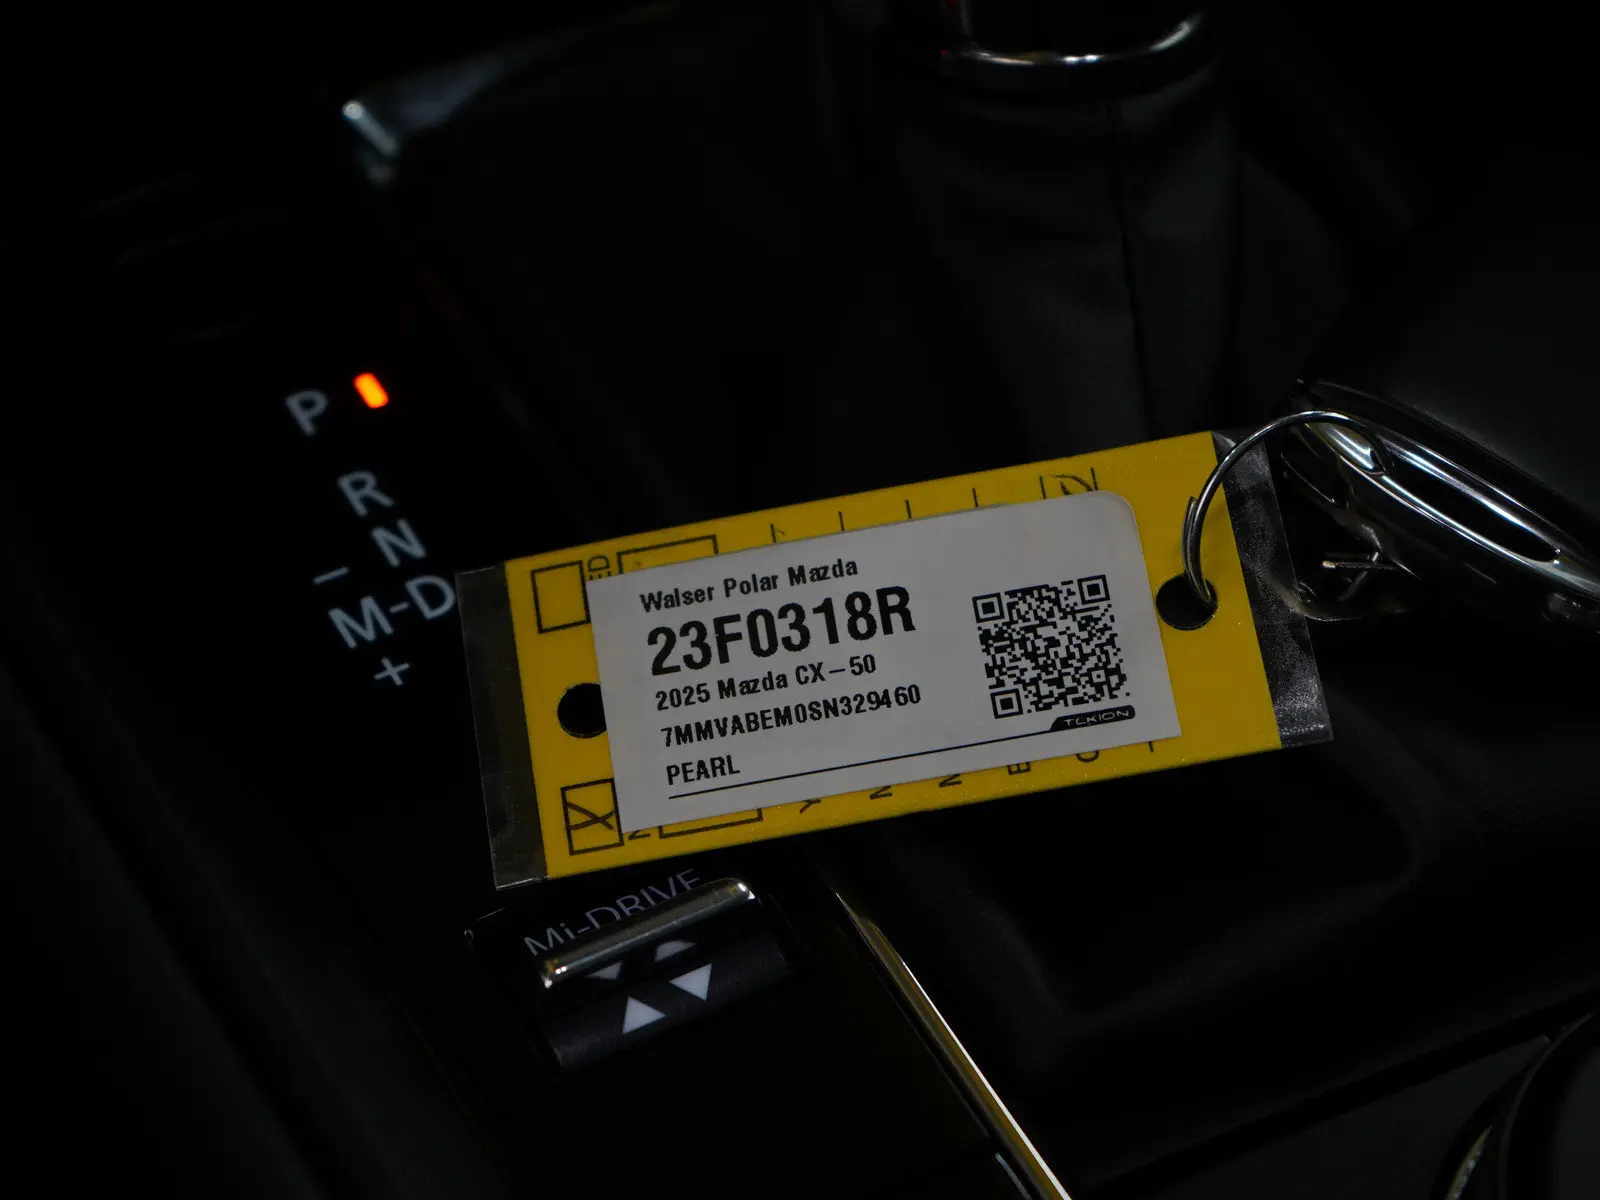 P
R
N
–
M-D
+
Walser Polar Mazda
23F0318R
2025 Mazda CX-50
7MMVABEM0SN329460
PEARL
TEKION
Mi-DRIVE